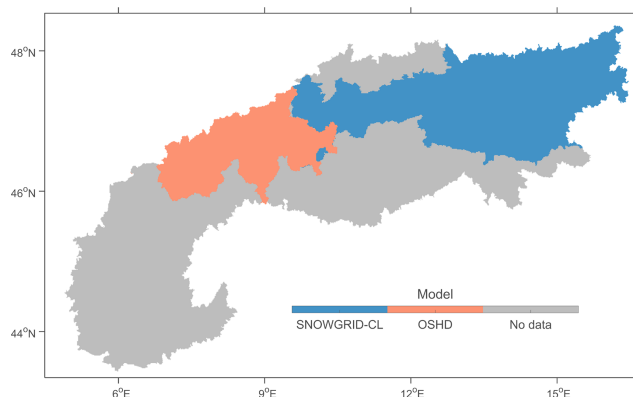 48°N
46°N
44°N
Model
SNOWGRID-CL OSHD No data
6°E 9°E 12°E 15°E